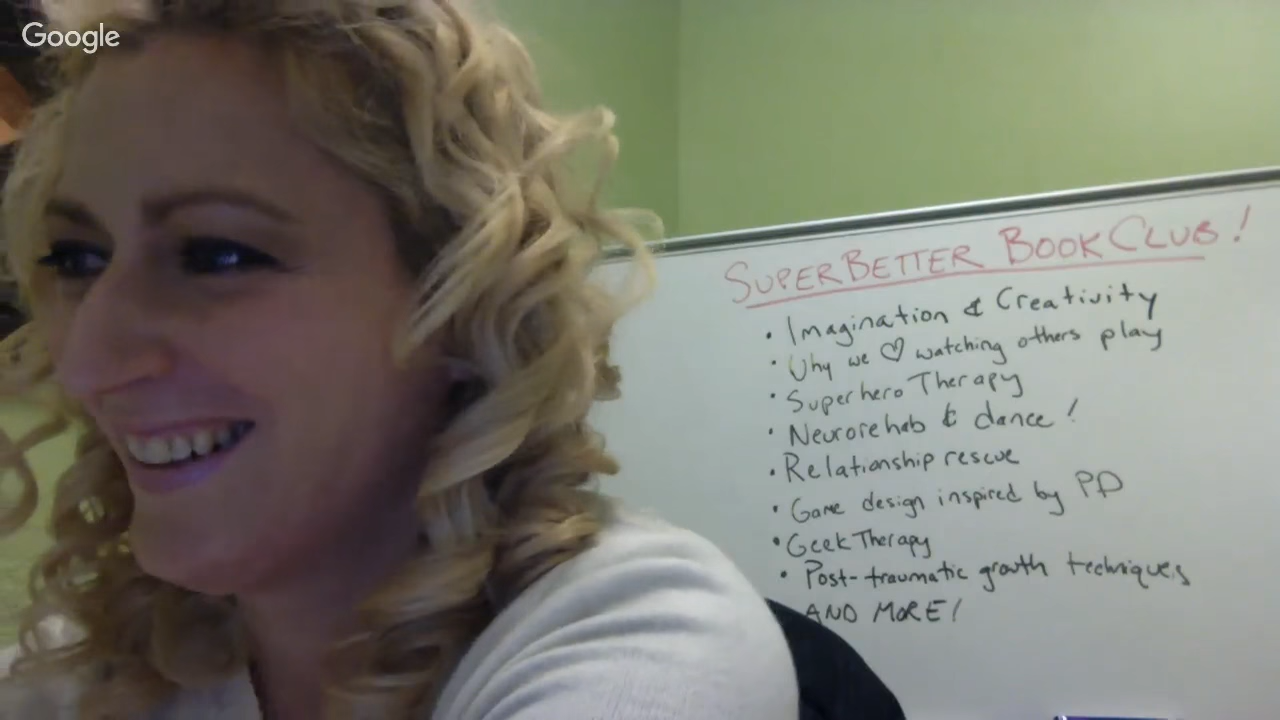 Google
SUPERBETTER BOOK CLUB!
• Imagination & Creativity
• Why we ♡ watching others play
• Superhero Therapy
• Neurorehab & dance!
• Relationship rescue
• Game design inspired by PD
• Geek Therapy
• Post-traumatic growth techniques
AND MORE!